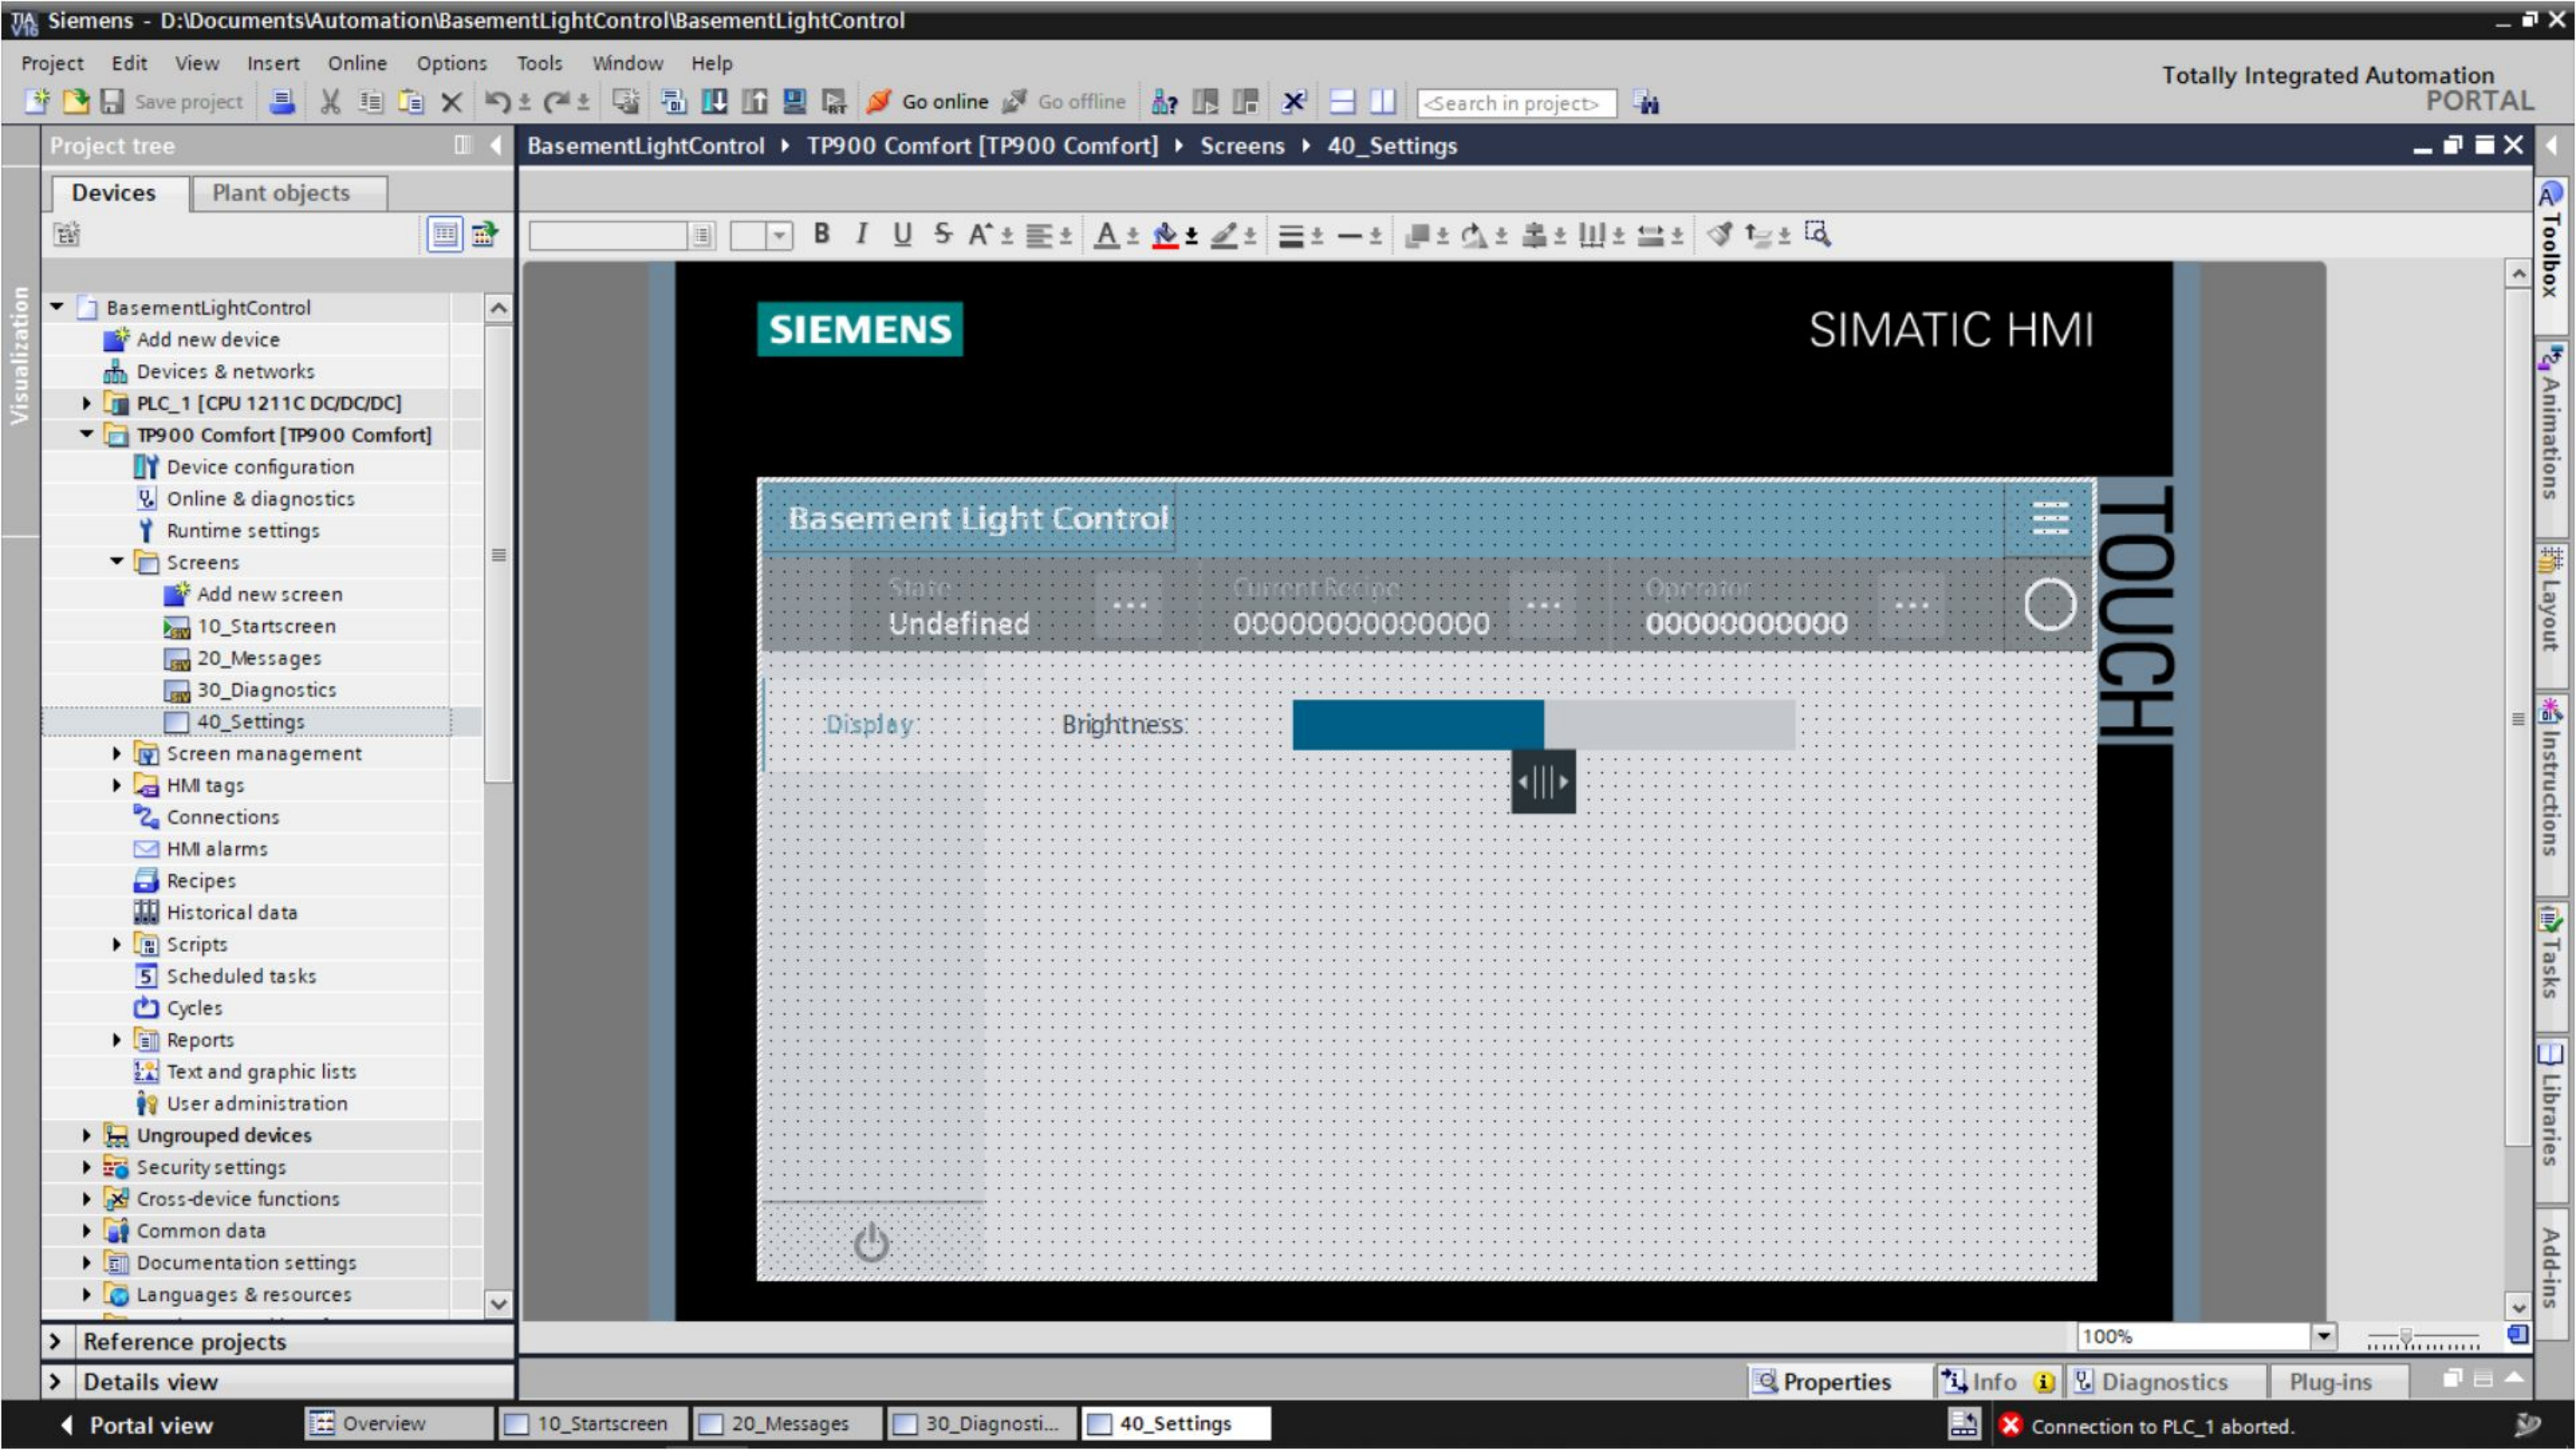 TIA V16 Siemens - D:\Documents\Automation\BasementLightControl\BasementLightControl
Project Edit View Insert Online Options Tools Window Help
Totally Integrated Automation
PORTAL
Save project Go online Go offline <Search in project>
Project tree
BasementLightControl TP900 Comfort [TP900 Comfort] Screens 40_Settings
Devices Plant objects
B I U S A A
Visualization
BasementLightControl
Add new device
Devices & networks
PLC_1 [CPU 1211C DC/DC/DC]
TP900 Comfort [TP900 Comfort]
Device configuration
Online & diagnostics
Runtime settings
Screens
Add new screen
10_Startscreen
20_Messages
30_Diagnostics
40_Settings
Screen management
HMI tags
Connections
HMI alarms
Recipes
Historical data
Scripts
Scheduled tasks
Cycles
Reports
Text and graphic lists
User administration
Ungrouped devices
Security settings
Cross-device functions
Common data
Documentation settings
Languages & resources
Reference projects
Details view
SIEMENS
SIMATIC HMI
TOUCH
Basement Light Control
State Current Recipe Operator
Undefined 00000000000000 00000000000
Display Brightness
Toolbox
Animations
Layout
Instructions
Tasks
Libraries
Add-ins
100%
Properties Info Diagnostics Plug-ins
Portal view Overview 10_Startscreen 20_Messages 30_Diagnosti... 40_Settings Connection to PLC_1 aborted.